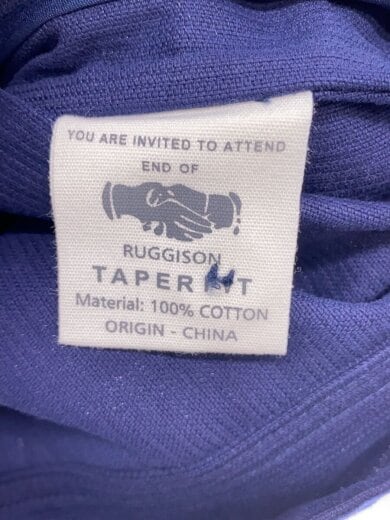 YOU ARE INVITED TO ATTEND
END OF
RUGGISON
TAPER
Material: 100% COTTON
ORIGIN - CHINA